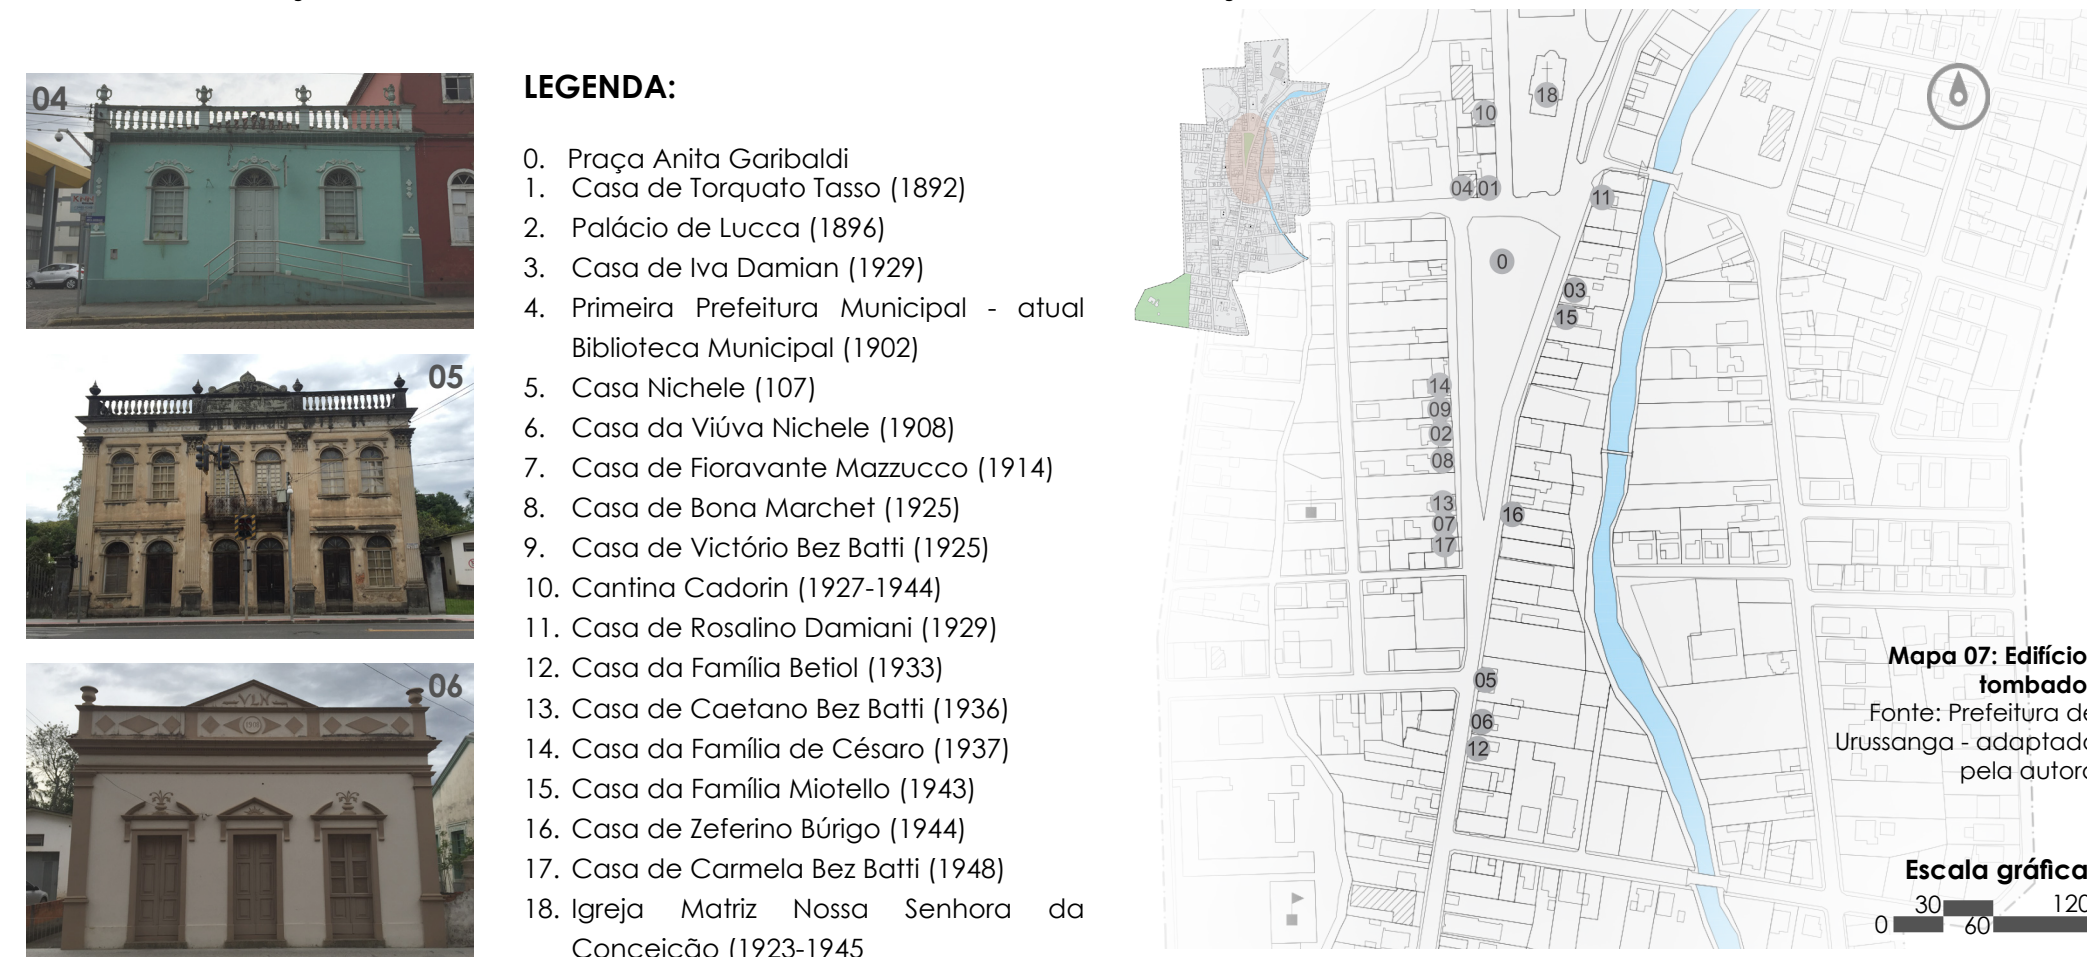 04
05
06
LEGENDA:
0. Praça Anita Garibaldi
1. Casa de Torquato Tasso (1892)
2. Palácio de Lucca (1896)
3. Casa de Iva Damian (1929)
4. Primeira Prefeitura Municipal - atual
Biblioteca Municipal (1902)
5. Casa Nichele (107)
6. Casa da Viúva Nichele (1908)
7. Casa de Fioravante Mazzucco (1914)
8. Casa de Bona Marchet (1925)
9. Casa de Victório Bez Batti (1925)
10. Cantina Cadorin (1927-1944)
11. Casa de Rosalino Damiani (1929)
12. Casa da Família Betiol (1933)
13. Casa de Caetano Bez Batti (1936)
14. Casa da Família de Césaro (1937)
15. Casa da Família Miotello (1943)
16. Casa de Zeferino Búrigo (1944)
17. Casa de Carmela Bez Batti (1948)
18. Igreja Matriz Nossa Senhora da
Conceição (1923-1945
18
10
04 01
11
0
03
15
14
09
02
08
13
16
07
17
05
06
12
Mapa 07: Edifício
tombado
Fonte: Prefeitura de
Urussanga - adaptado
pela autora
Escala gráfica
30 120
0 60
VLN
1908